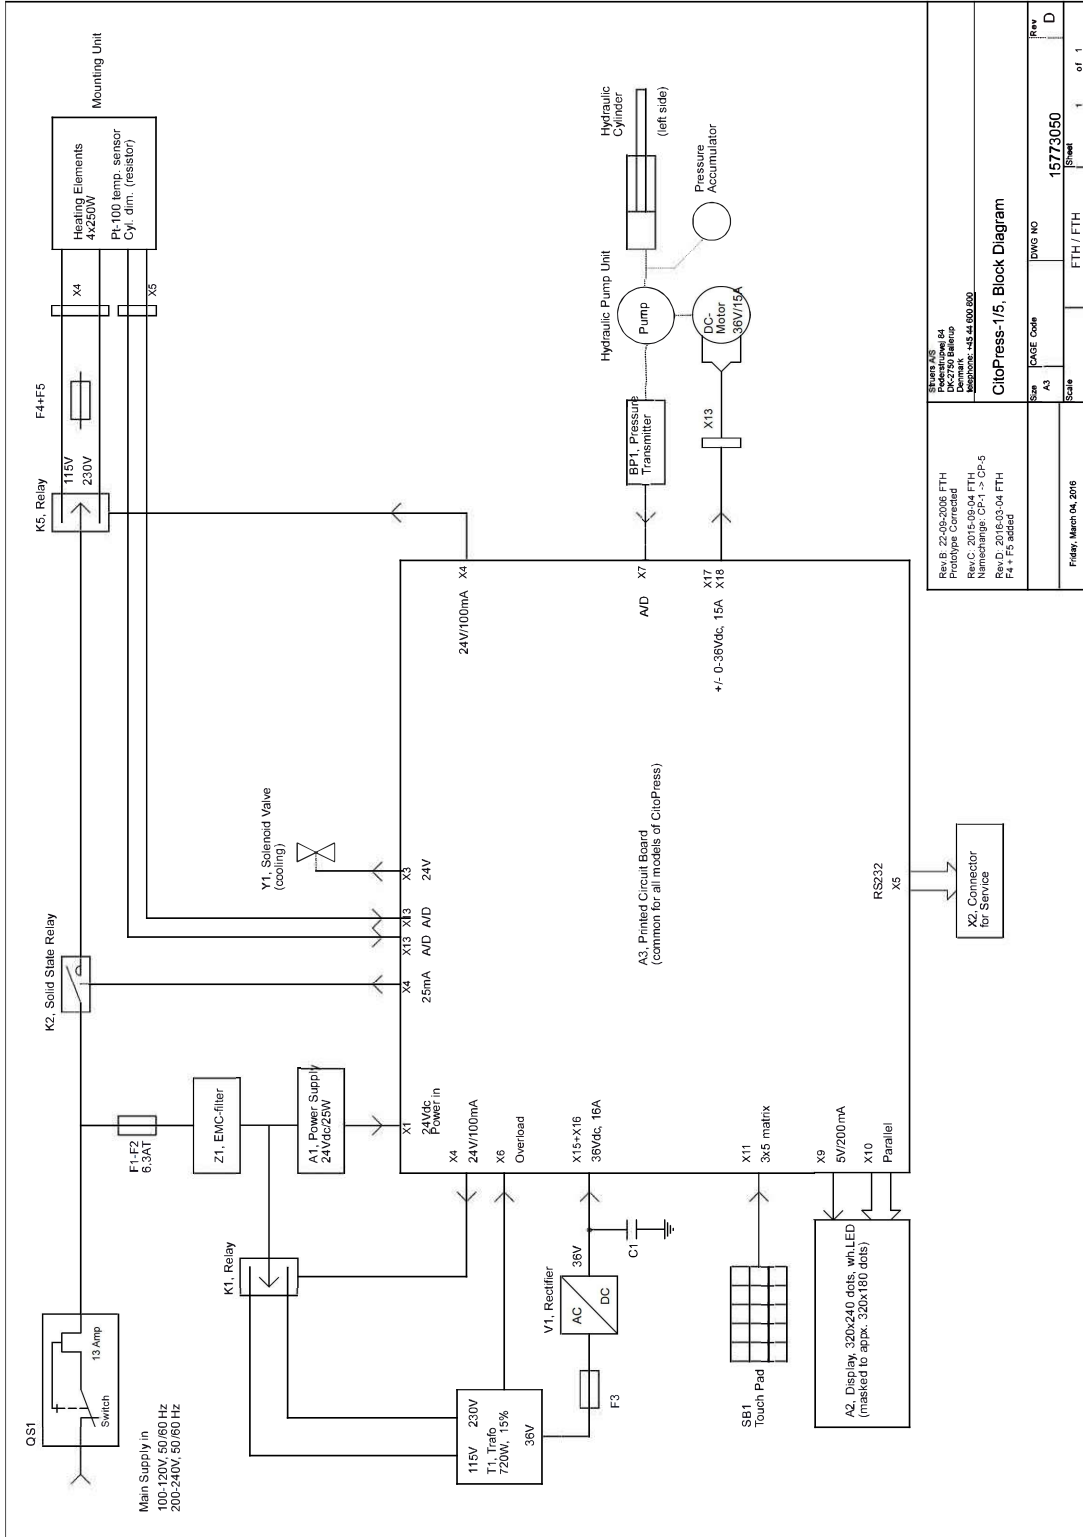 QS1
Switch
13 Amp
Main Supply in
100-120V, 50/60 Hz
200-240V, 50/60 Hz
K2, Solid State Relay
K5, Relay
115V
230V
F4+F5
X4
X5
Heating Elements
4x250W
Pt-100 temp. sensor
Cyl. dim. (resistor)
Mounting Unit
F1-F2
6.3AT
Z1, EMC-filter
A1, Power Supply
24Vdc/25W
K1, Relay
Y1, Solenoid Valve
(cooling)
X1
24Vdc
Power in
X4
25mA
X13
A/D
X13
A/D
X3
24V
115V
230V
T1, Trafo
720W, 15%
36V
F3
V1, Rectifier
AC
DC
36V
C1
X4
24V/100mA
X6
Overload
X15+X16
36Vdc, 16A
X11
3x5 matrix
X9
5V/200mA
X10
Parallel
SB1
Touch Pad
A2, Display, 320x240 dots, wh.LED
(masked to appx. 320x180 dots)
A3, Printed Circuit Board
(common for all models of CitoPress)
RS232
X5
X2, Connector
for Service
X4
24V/100mA
X7
A/D
X17
X18
+/- 0-36Vdc, 15A
X13
BP1, Pressure
Transmitter
Hydraulic Pump Unit
Pump
DC-
Motor
36V/15A
Hydraulic
Cylinder
(left side)
Pressure
Accumulator
Rev.B: 22-09-2006 FTH
Prototype Corrected
Rev.C: 2015-09-04 FTH
Namechange: CP-1 -> CP-5
Rev.D: 2016-03-04 FTH
F4 + F5 added
Friday, March 04, 2016
Struers A/S
Pederstrupvej 84
DK-2750 Ballerup
Denmark
telephone: +45 44 600 800
CitoPress-1/5, Block Diagram
Size
A3
CAGE Code
DWG NO
15773050
Rev
D
Scale
FTH / FTH
Sheet
1 of 1